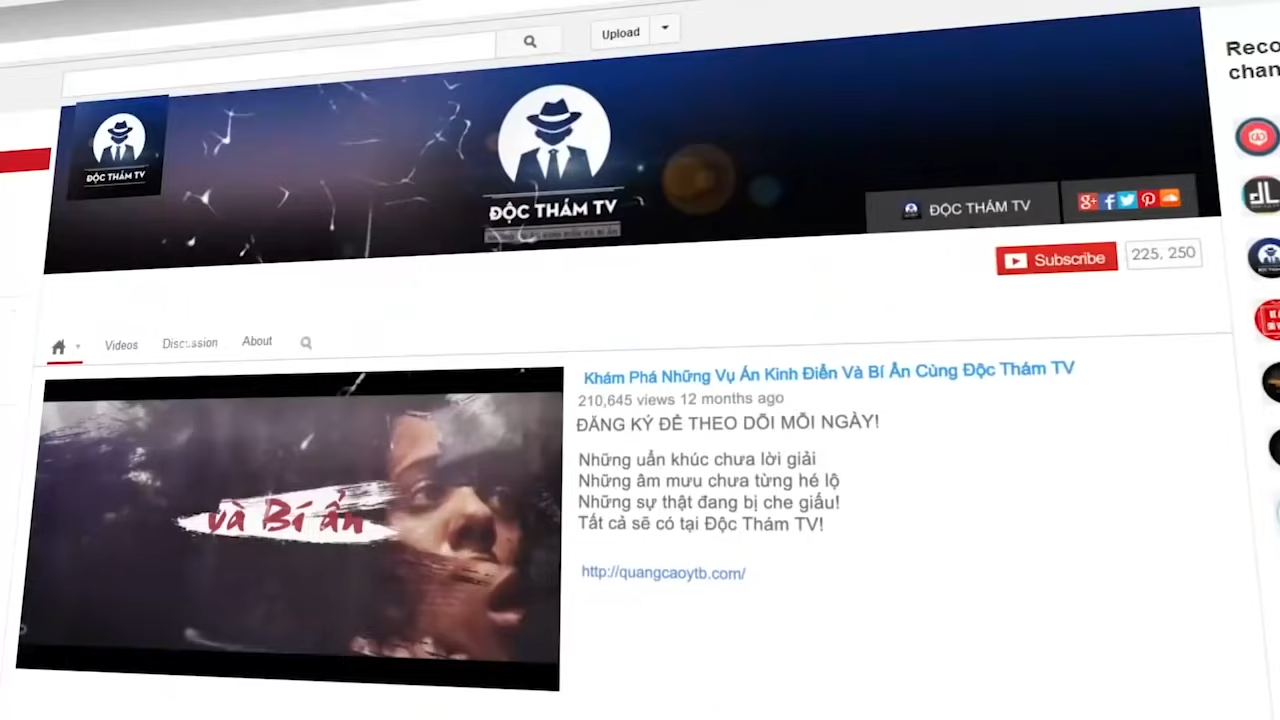 Upload
Reco
chan
ĐỘC THÁM TV
ĐỘC THÁM TV
ĐỘC THÁM TV
Subscribe
225, 250
Videos
Discussion
About
Khám Phá Những Vụ Án Kinh Điển Và Bí Ẩn Cùng Độc Thám TV
210,645 views 12 months ago
ĐĂNG KÝ ĐỂ THEO DÕI MỖI NGÀY!
Những uẩn khúc chưa lời giải
Những âm mưu chưa từng hé lộ
Những sự thật đang bị che giấu!
Tất cả sẽ có tại Độc Thám TV!
và Bí ẩn
http://quangcaoytb.com/